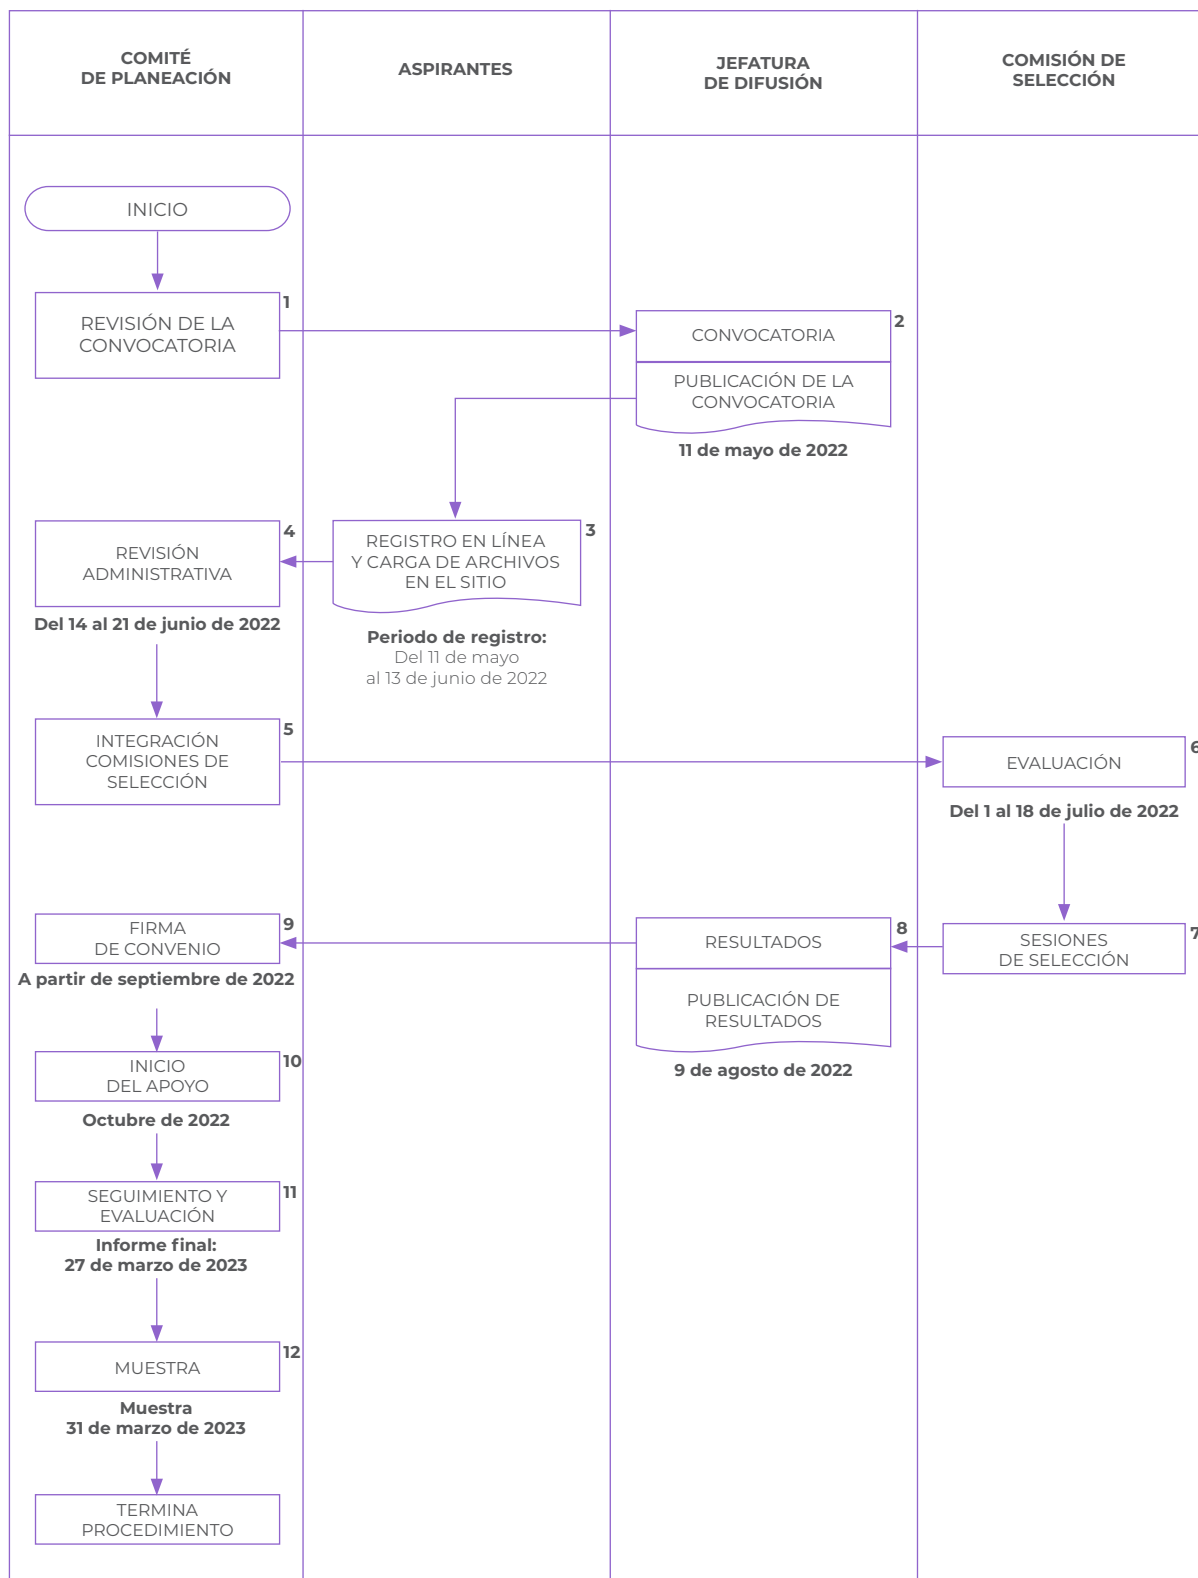 COMITÉ
DE PLANEACIÓN
ASPIRANTES
JEFATURA
DE DIFUSIÓN
COMISIÓN DE
SELECCIÓN
INICIO
1
REVISIÓN DE LA
CONVOCATORIA
2
CONVOCATORIA
PUBLICACIÓN DE LA
CONVOCATORIA
11 de mayo de 2022
3
REGISTRO EN LÍNEA
Y CARGA DE ARCHIVOS
EN EL SITIO
Periodo de registro:
Del 11 de mayo
al 13 de junio de 2022
4
REVISIÓN
ADMINISTRATIVA
Del 14 al 21 de junio de 2022
5
INTEGRACIÓN
COMISIONES DE
SELECCIÓN
6
EVALUACIÓN
Del 1 al 18 de julio de 2022
7
SESIONES
DE SELECCIÓN
8
RESULTADOS
PUBLICACIÓN DE
RESULTADOS
9 de agosto de 2022
9
FIRMA
DE CONVENIO
A partir de septiembre de 2022
10
INICIO
DEL APOYO
Octubre de 2022
11
SEGUIMIENTO Y
EVALUACIÓN
Informe final:
27 de marzo de 2023
12
MUESTRA
Muestra
31 de marzo de 2023
TERMINA
PROCEDIMIENTO